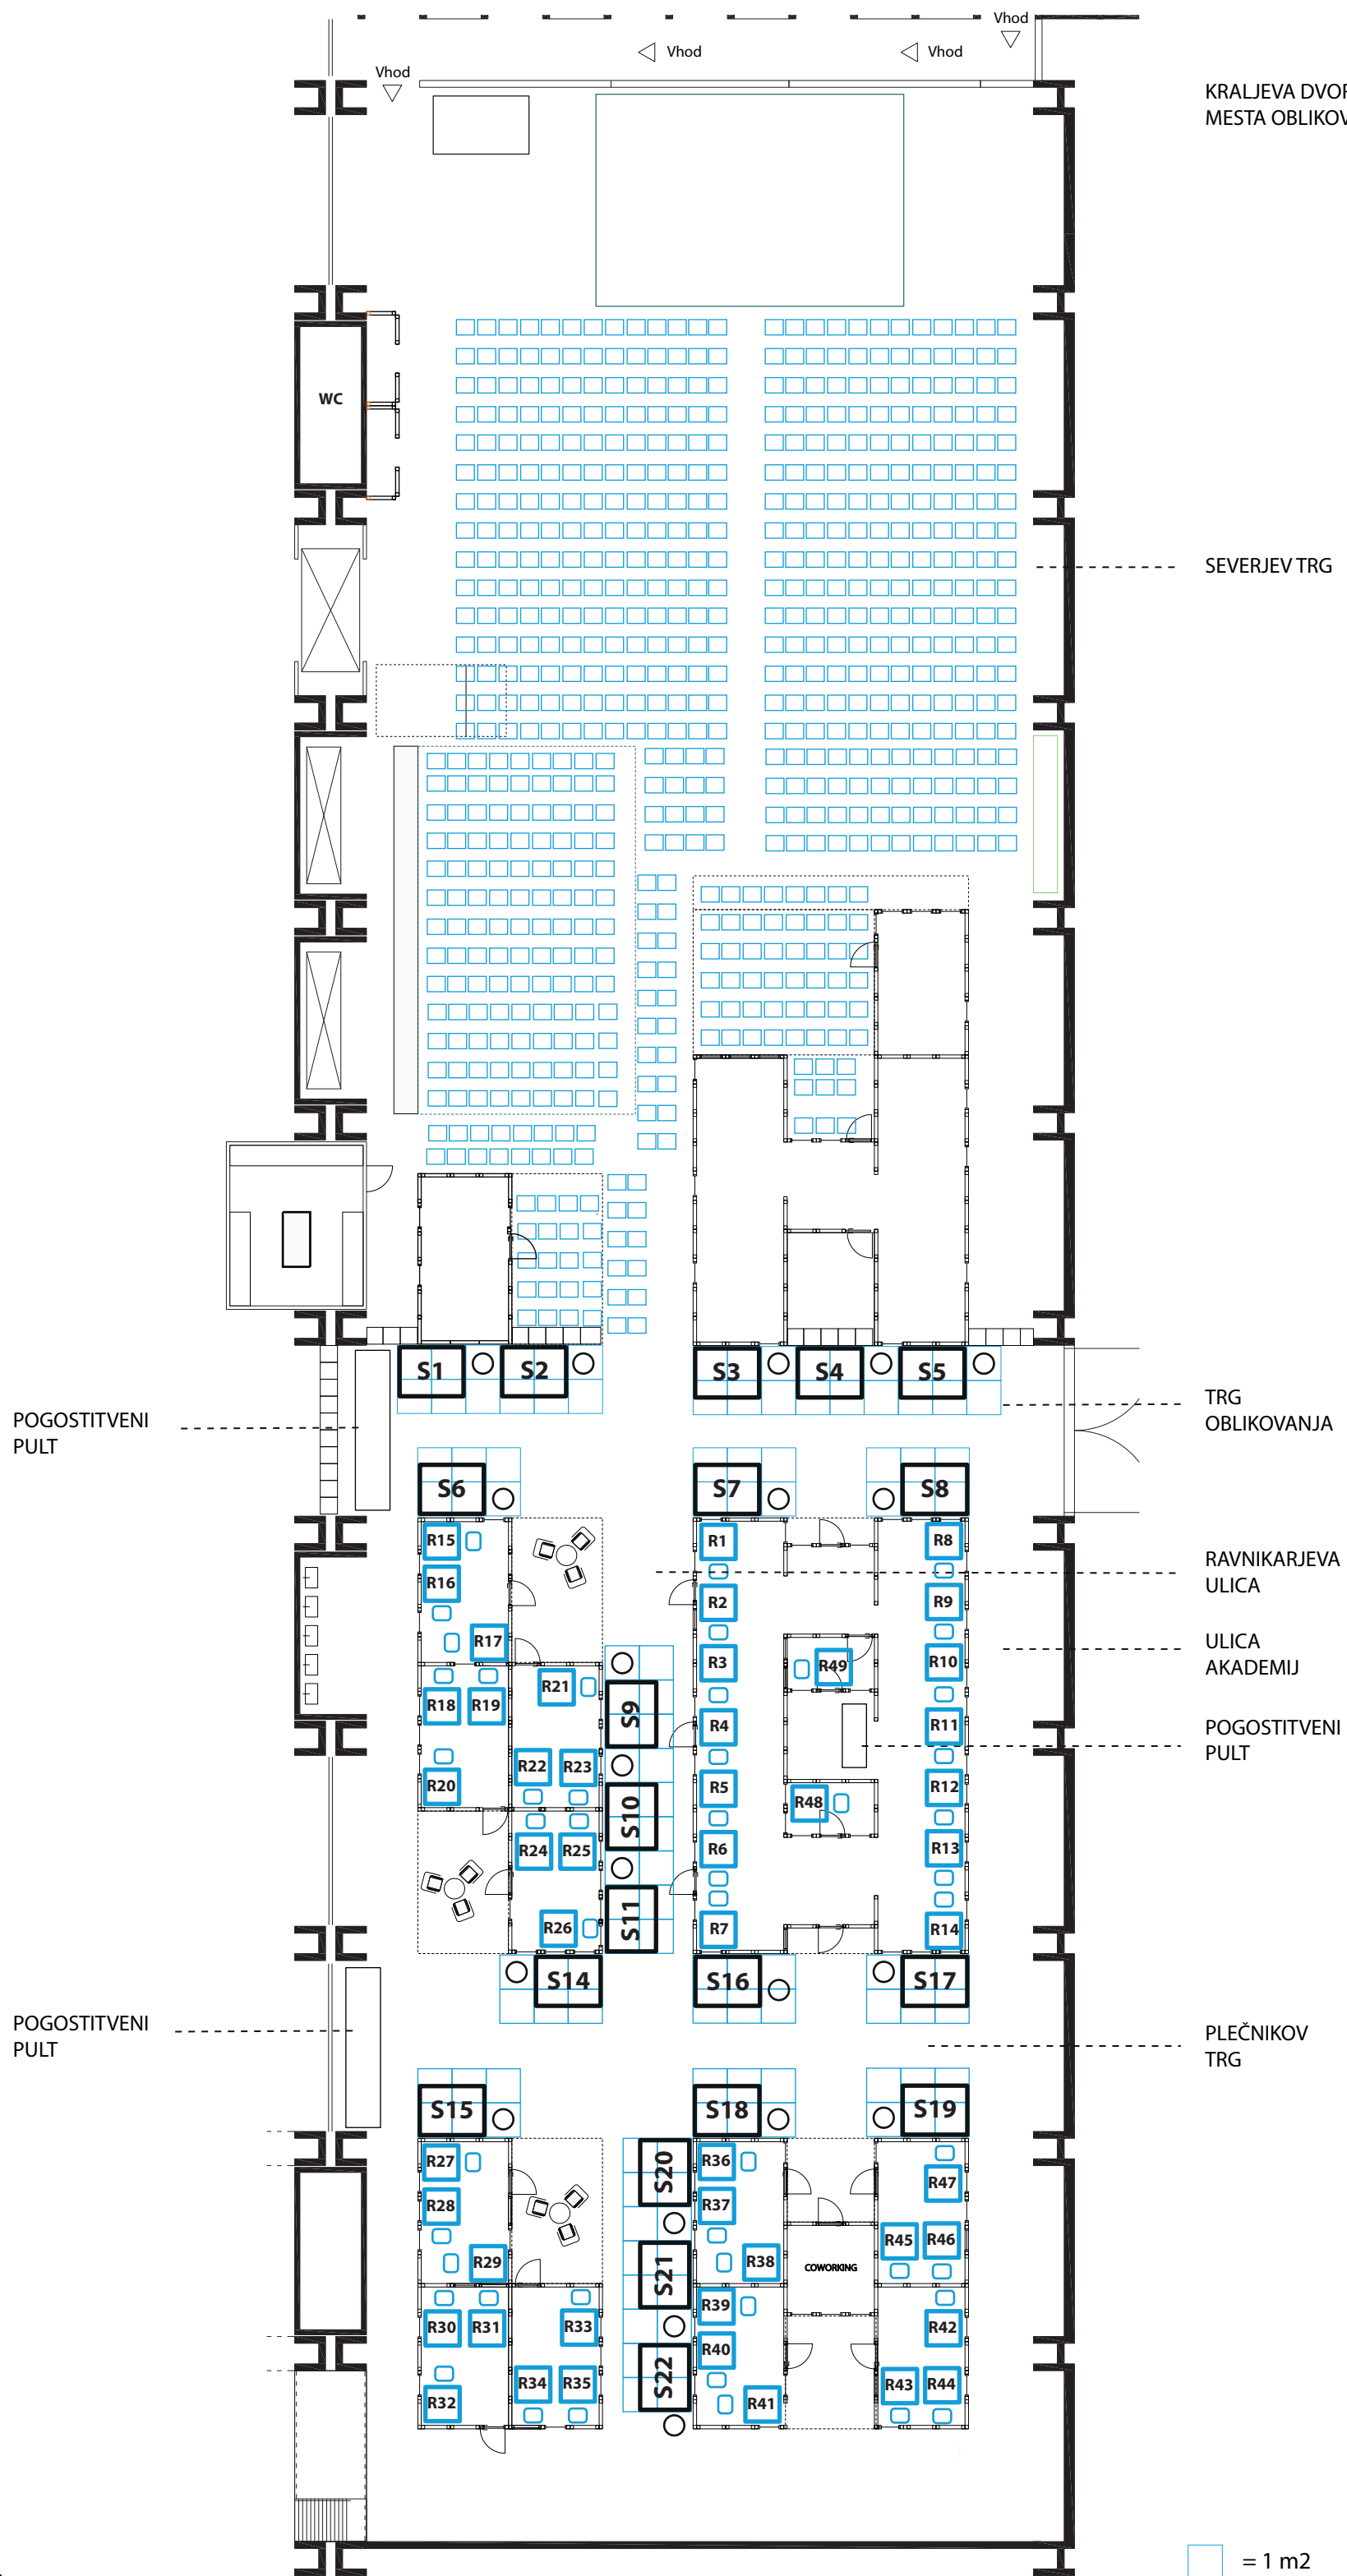 Vhod
Vhod
Vhod
Vhod
KRALJEVA DVOR
MESTA OBLIKOV
WC
SEVERJEV TRG
S1
S2
S3
S4
S5
TRG
OBLIKOVANJA
POGOSTITVENI
PULT
S6
S7
S8
R15
R1
R8
RAVNIKARJEVA
ULICA
R16
R2
R9
R17
ULICA
AKADEMIJ
R3
R49
R10
R21
R18
R19
S9
R4
R11
POGOSTITVENI
PULT
R22
R23
R20
R5
R12
R48
S10
R24
R25
R6
R13
R26
S11
R7
R14
S14
S16
S17
POGOSTITVENI
PULT
PLEČNIKOV
TRG
S15
S18
S19
R27
S20
R36
R47
R28
R37
R45
R46
R29
S21
R38
COWORKING
R39
R30
R31
R33
R42
R40
R34
R35
S22
R43
R44
R32
R41
= 1 m2